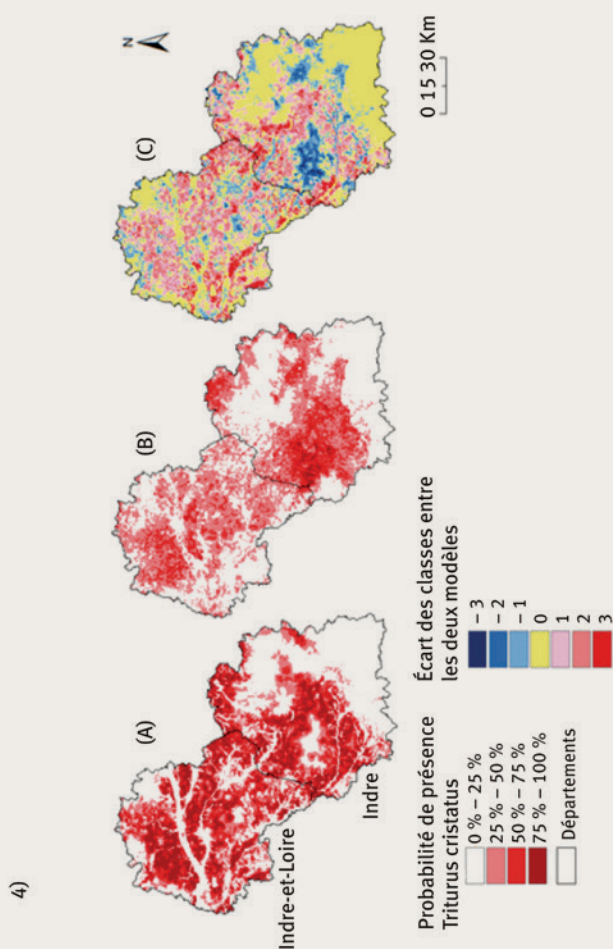 4)
N
(A)
(B)
(C)
Indre-et-Loire
Indre
0 15 30 Km
Probabilité de présence
Triturus cristatus
0 % – 25 %
25 % – 50 %
50 % – 75 %
75 % – 100 %
Départements
Écart des classes entre
les deux modèles
– 3
– 2
– 1
0
1
2
3